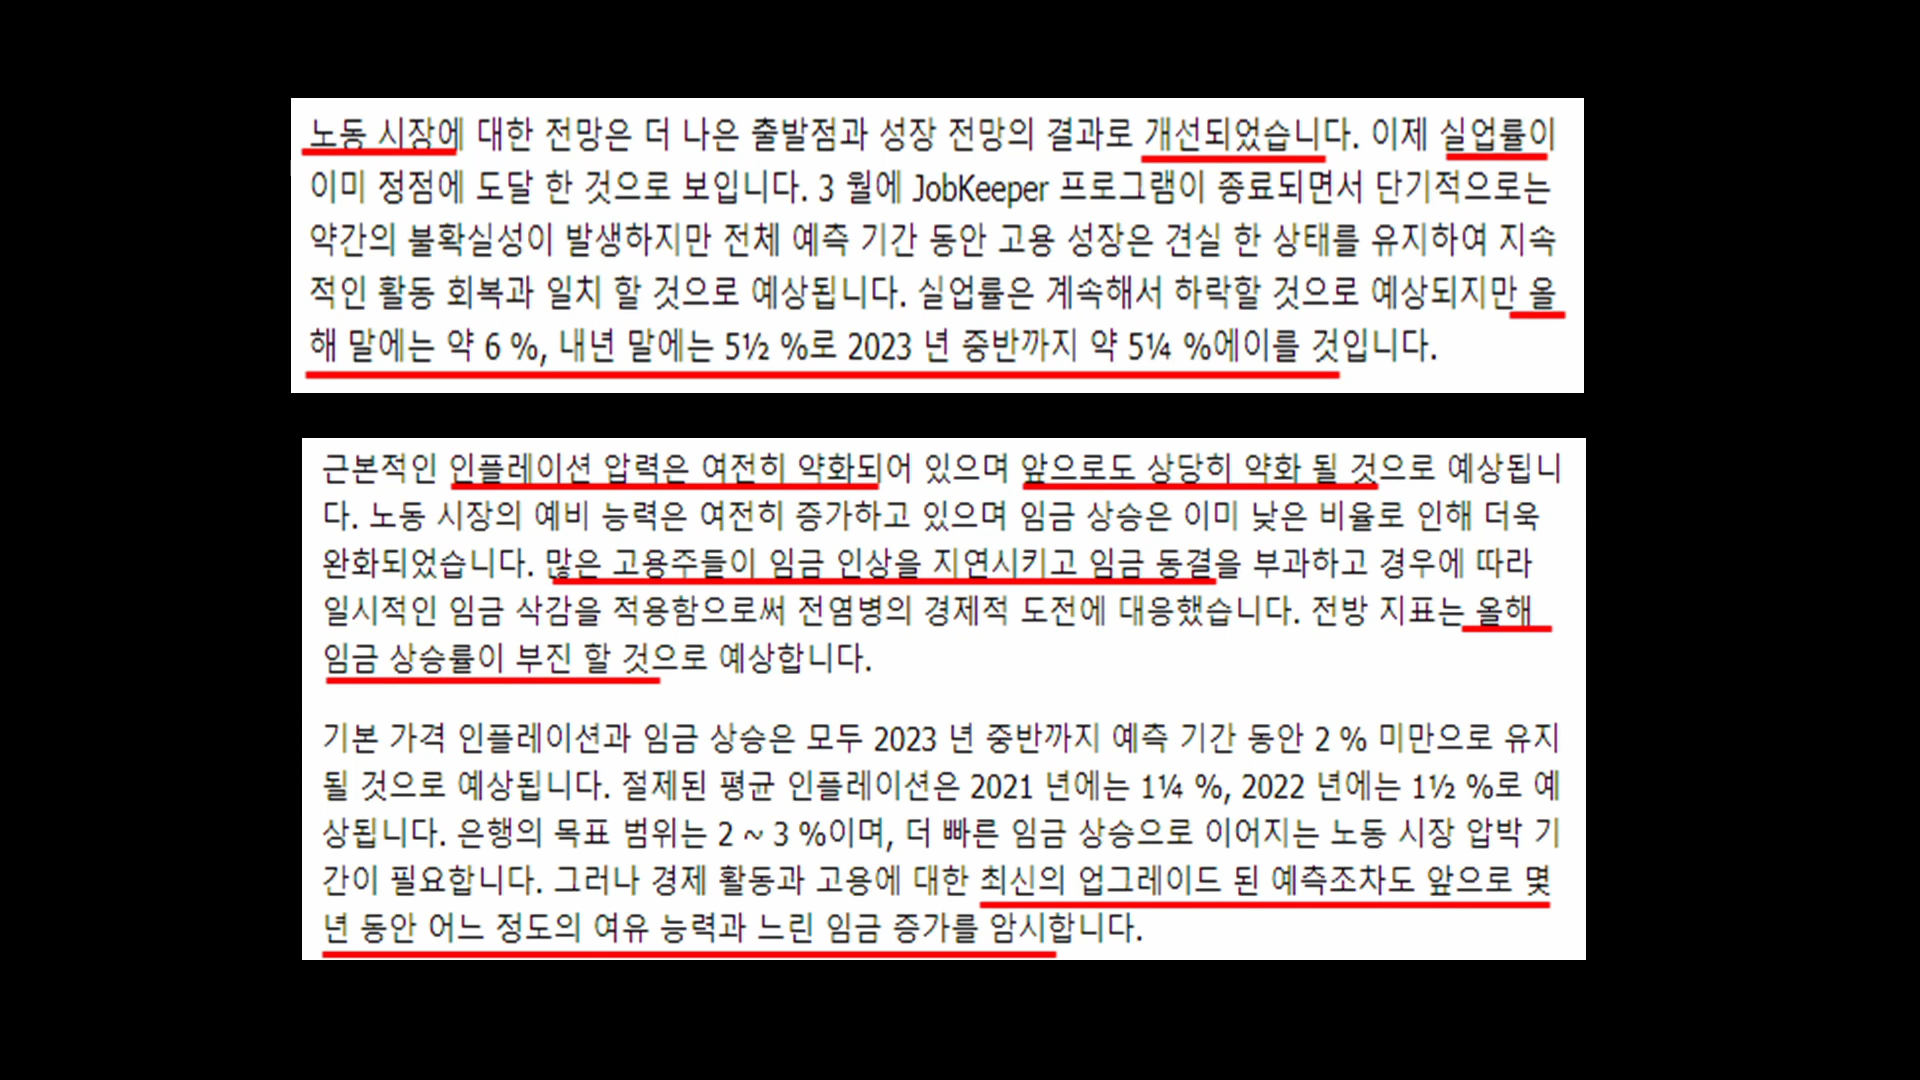 노동 시장에 대한 전망은 더 나은 출발점과 성장 전망의 결과로 개선되었습니다. 이제 실업률이
이미 정점에 도달 한 것으로 보입니다. 3 월에 JobKeeper 프로그램이 종료되면서 단기적으로는
약간의 불확실성이 발생하지만 전체 예측 기간 동안 고용 성장은 견실 한 상태를 유지하여 지속
적인 활동 회복과 일치 할 것으로 예상됩니다. 실업률은 계속해서 하락할 것으로 예상되지만 올
해 말에는 약 6 %, 내년 말에는 5½ %로 2023 년 중반까지 약 5¼ %에이를 것입니다.
근본적인 인플레이션 압력은 여전히 약화되어 있으며 앞으로도 상당히 약화 될 것으로 예상됩니
다. 노동 시장의 예비 능력은 여전히 증가하고 있으며 임금 상승은 이미 낮은 비율로 인해 더욱
완화되었습니다. 많은 고용주들이 임금 인상을 지연시키고 임금 동결을 부과하고 경우에 따라
일시적인 임금 삭감을 적용함으로써 전염병의 경제적 도전에 대응했습니다. 전방 지표는 올해
임금 상승률이 부진 할 것으로 예상합니다.
기본 가격 인플레이션과 임금 상승은 모두 2023 년 중반까지 예측 기간 동안 2 % 미만으로 유지
될 것으로 예상됩니다. 절제된 평균 인플레이션은 2021 년에는 1¼ %, 2022 년에는 1½ %로 예
상됩니다. 은행의 목표 범위는 2 ~ 3 %이며, 더 빠른 임금 상승으로 이어지는 노동 시장 압박 기
간이 필요합니다. 그러나 경제 활동과 고용에 대한 최신의 업그레이드 된 예측조차도 앞으로 몇
년 동안 어느 정도의 여유 능력과 느린 임금 증가를 암시합니다.